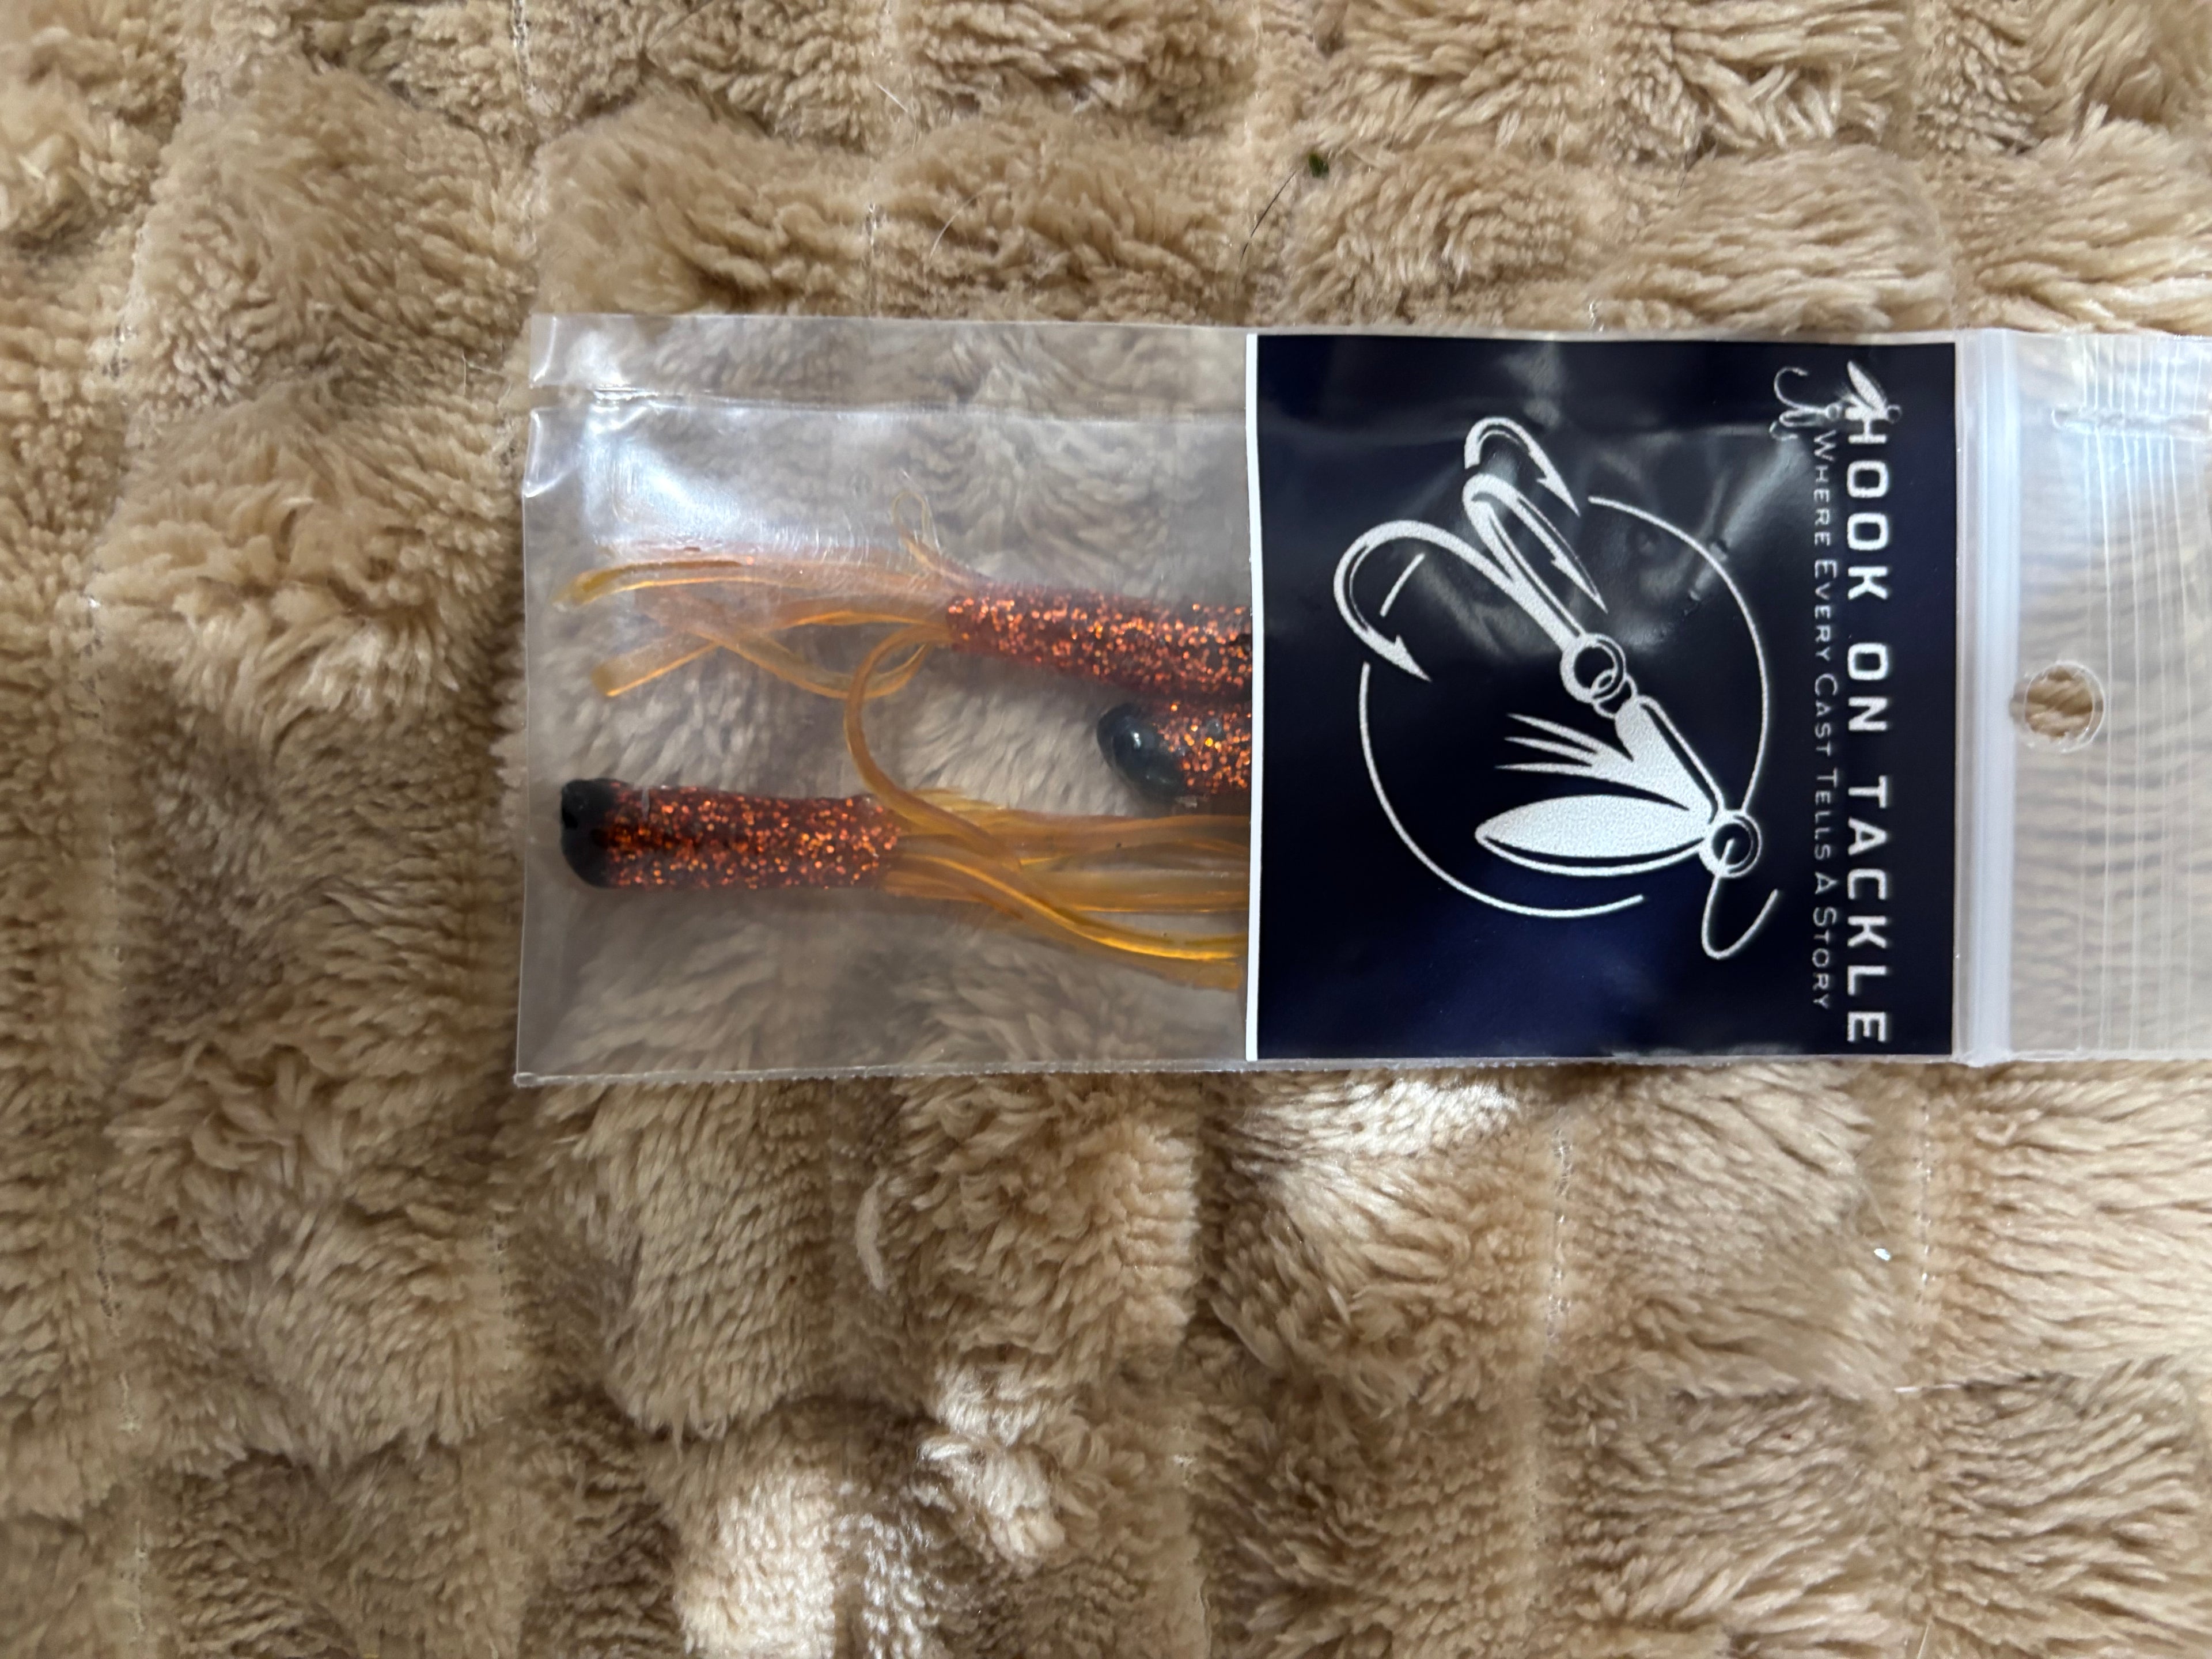 HOOK ON TACKLE
WHERE EVERY CAST TELLS A STORY